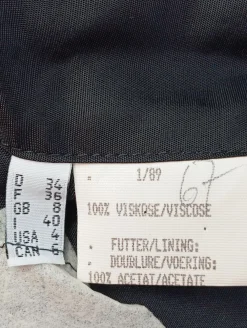 D 34
F 36
GB 8
I 40
USA 4
CAN 6
1/89
67
100% VISKOSE/VISCOSE
FUTTER/LINING:
DOUBLURE/VOERING:
100% ACETAT/ACETATE